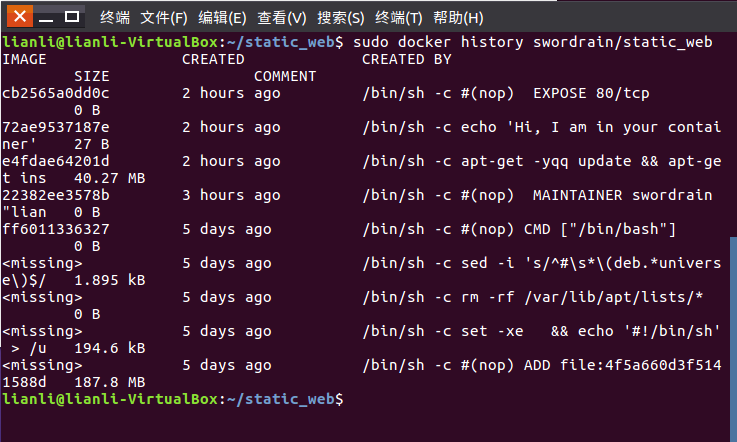 终端 文件(F) 编辑(E) 查看(V) 搜索(S) 终端(T) 帮助(H)
lianli@lianli-VirtualBox:~/static_web$ sudo docker history swordrain/static_web
IMAGE               CREATED             CREATED BY
        SIZE                COMMENT
cb2565a0dd0c        2 hours ago         /bin/sh -c #(nop)  EXPOSE 80/tcp
        0 B
72ae9537187e        2 hours ago         /bin/sh -c echo 'Hi, I am in your contai
ner'    27 B
e4fdae64201d        2 hours ago         /bin/sh -c apt-get -yqq update && apt-ge
t ins   40.27 MB
22382ee3578b        3 hours ago         /bin/sh -c #(nop)  MAINTAINER swordrain
"lian   0 B
ff6011336327        5 days ago          /bin/sh -c #(nop) CMD ["/bin/bash"]
        0 B
<missing>           5 days ago          /bin/sh -c sed -i 's/^#\s*\(deb.*univers
e\)$/   1.895 kB
<missing>           5 days ago          /bin/sh -c rm -rf /var/lib/apt/lists/*
        0 B
<missing>           5 days ago          /bin/sh -c set -xe   && echo '#!/bin/sh'
 > /u   194.6 kB
<missing>           5 days ago          /bin/sh -c #(nop) ADD file:4f5a660d3f514
1588d   187.8 MB
lianli@lianli-VirtualBox:~/static_web$